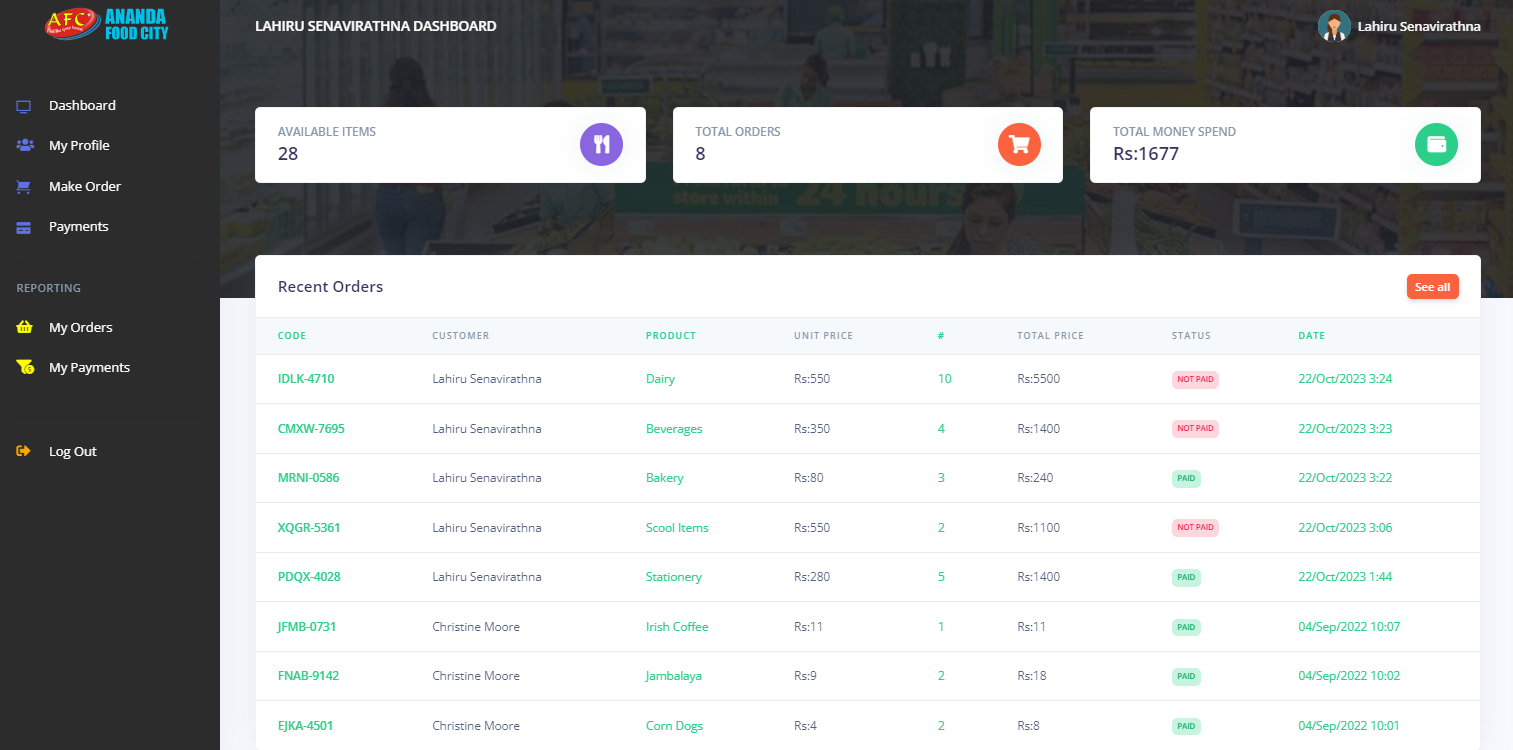 AFC
ANANDA
FOOD CITY
LAHIRU SENAVIRATHNA DASHBOARD
Lahiru Senavirathna
Dashboard
My Profile
Make Order
Payments
REPORTING
My Orders
My Payments
Log Out
AVAILABLE ITEMS
28
TOTAL ORDERS
8
TOTAL MONEY SPEND
Rs:1677
store within 24 hours
Recent Orders See all
CODE CUSTOMER PRODUCT UNIT PRICE # TOTAL PRICE STATUS DATE
IDLK-4710 Lahiru Senavirathna Dairy Rs:550 10 Rs:5500 NOT PAID 22/Oct/2023 3:24
CMXW-7695 Lahiru Senavirathna Beverages Rs:350 4 Rs:1400 NOT PAID 22/Oct/2023 3:23
MRNI-0586 Lahiru Senavirathna Bakery Rs:80 3 Rs:240 PAID 22/Oct/2023 3:22
XQGR-5361 Lahiru Senavirathna Scool Items Rs:550 2 Rs:1100 NOT PAID 22/Oct/2023 3:06
PDQX-4028 Lahiru Senavirathna Stationery Rs:280 5 Rs:1400 PAID 22/Oct/2023 1:44
JFMB-0731 Christine Moore Irish Coffee Rs:11 1 Rs:11 PAID 04/Sep/2022 10:07
FNAB-9142 Christine Moore Jambalaya Rs:9 2 Rs:18 PAID 04/Sep/2022 10:02
EJKA-4501 Christine Moore Corn Dogs Rs:4 2 Rs:8 PAID 04/Sep/2022 10:01